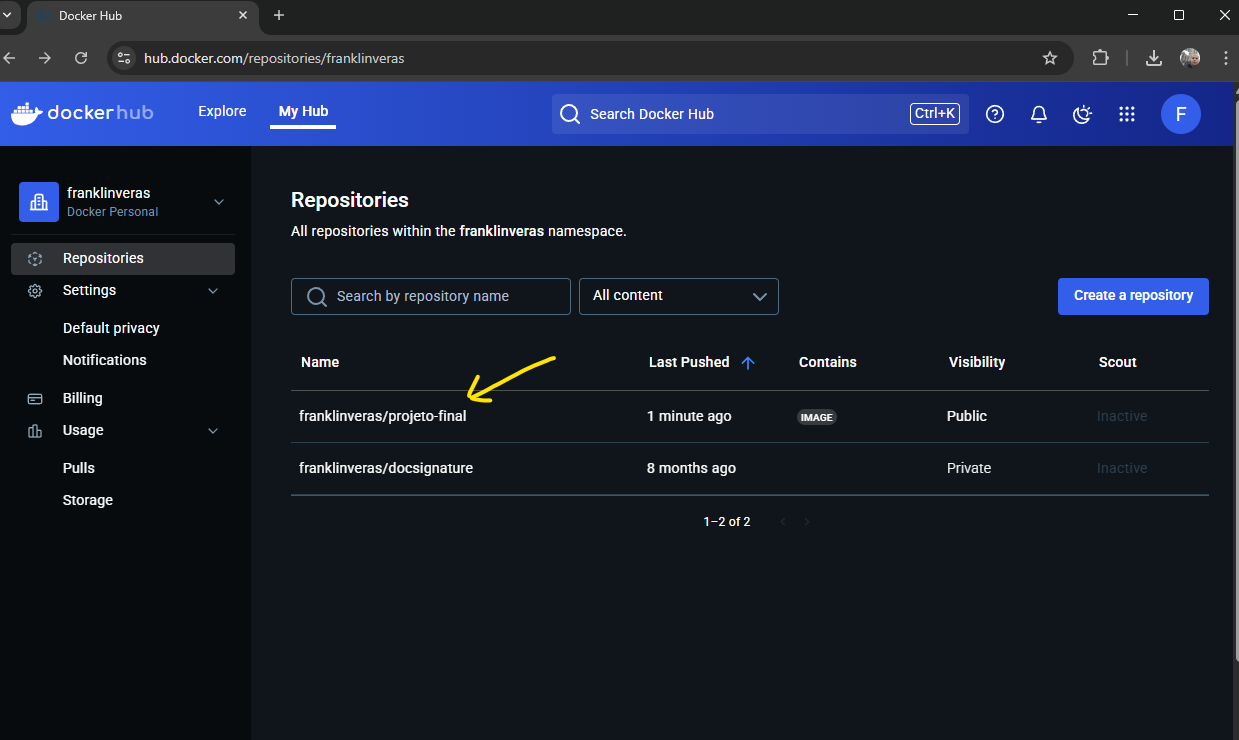 Docker Hub
hub.docker.com/repositories/franklinveras
dockerhub
Explore
My Hub
Search Docker Hub
Ctrl+K
F
franklinveras
Docker Personal
Repositories
Settings
Default privacy
Notifications
Billing
Usage
Pulls
Storage
Repositories
All repositories within the franklinveras namespace.
Search by repository name
All content
Create a repository
Name Last Pushed Contains Visibility Scout
franklinveras/projeto-final 1 minute ago IMAGE Public Inactive
franklinveras/docsignature 8 months ago Private Inactive
1–2 of 2